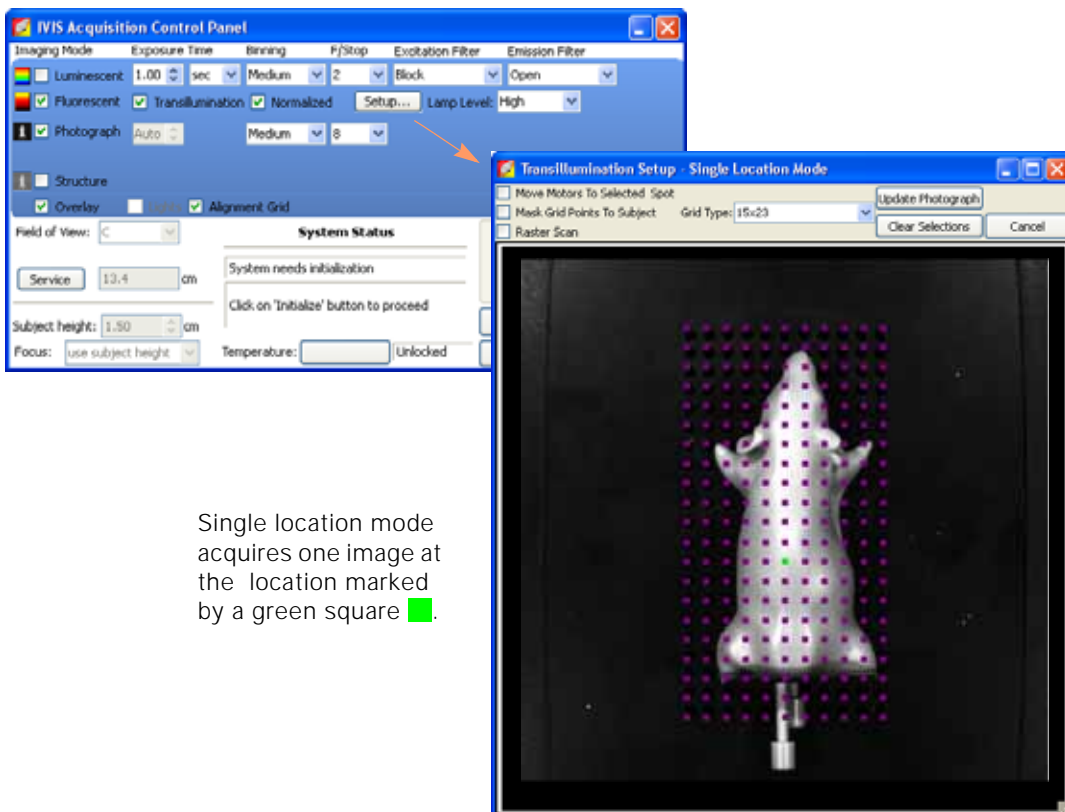 IVIS Acquisition Control Panel
Imaging Mode Exposure Time Binning F/Stop Excitation Filter Emission Filter
Luminescent 1.00 sec Medium 2 Block Open
Fluorescent Transillumination Normalized Setup... Lamp Level: High
Photograph Auto Medium 8
Structure
Overlay Alignment Grid
Field of View: C System Status
System needs initialization
Service 13.4 cm
Click on 'Initialize' button to proceed
Subject height: 1.50 cm
Focus: use subject height Temperature: Unlocked
Transillumination Setup - Single Location Mode
Move Motors To Selected Spot Update Photograph
Mask Grid Points To Subject Grid Type: 15x23
Raster Scan Clear Selections Cancel
Single location mode
acquires one image at
the location marked
by a green square .